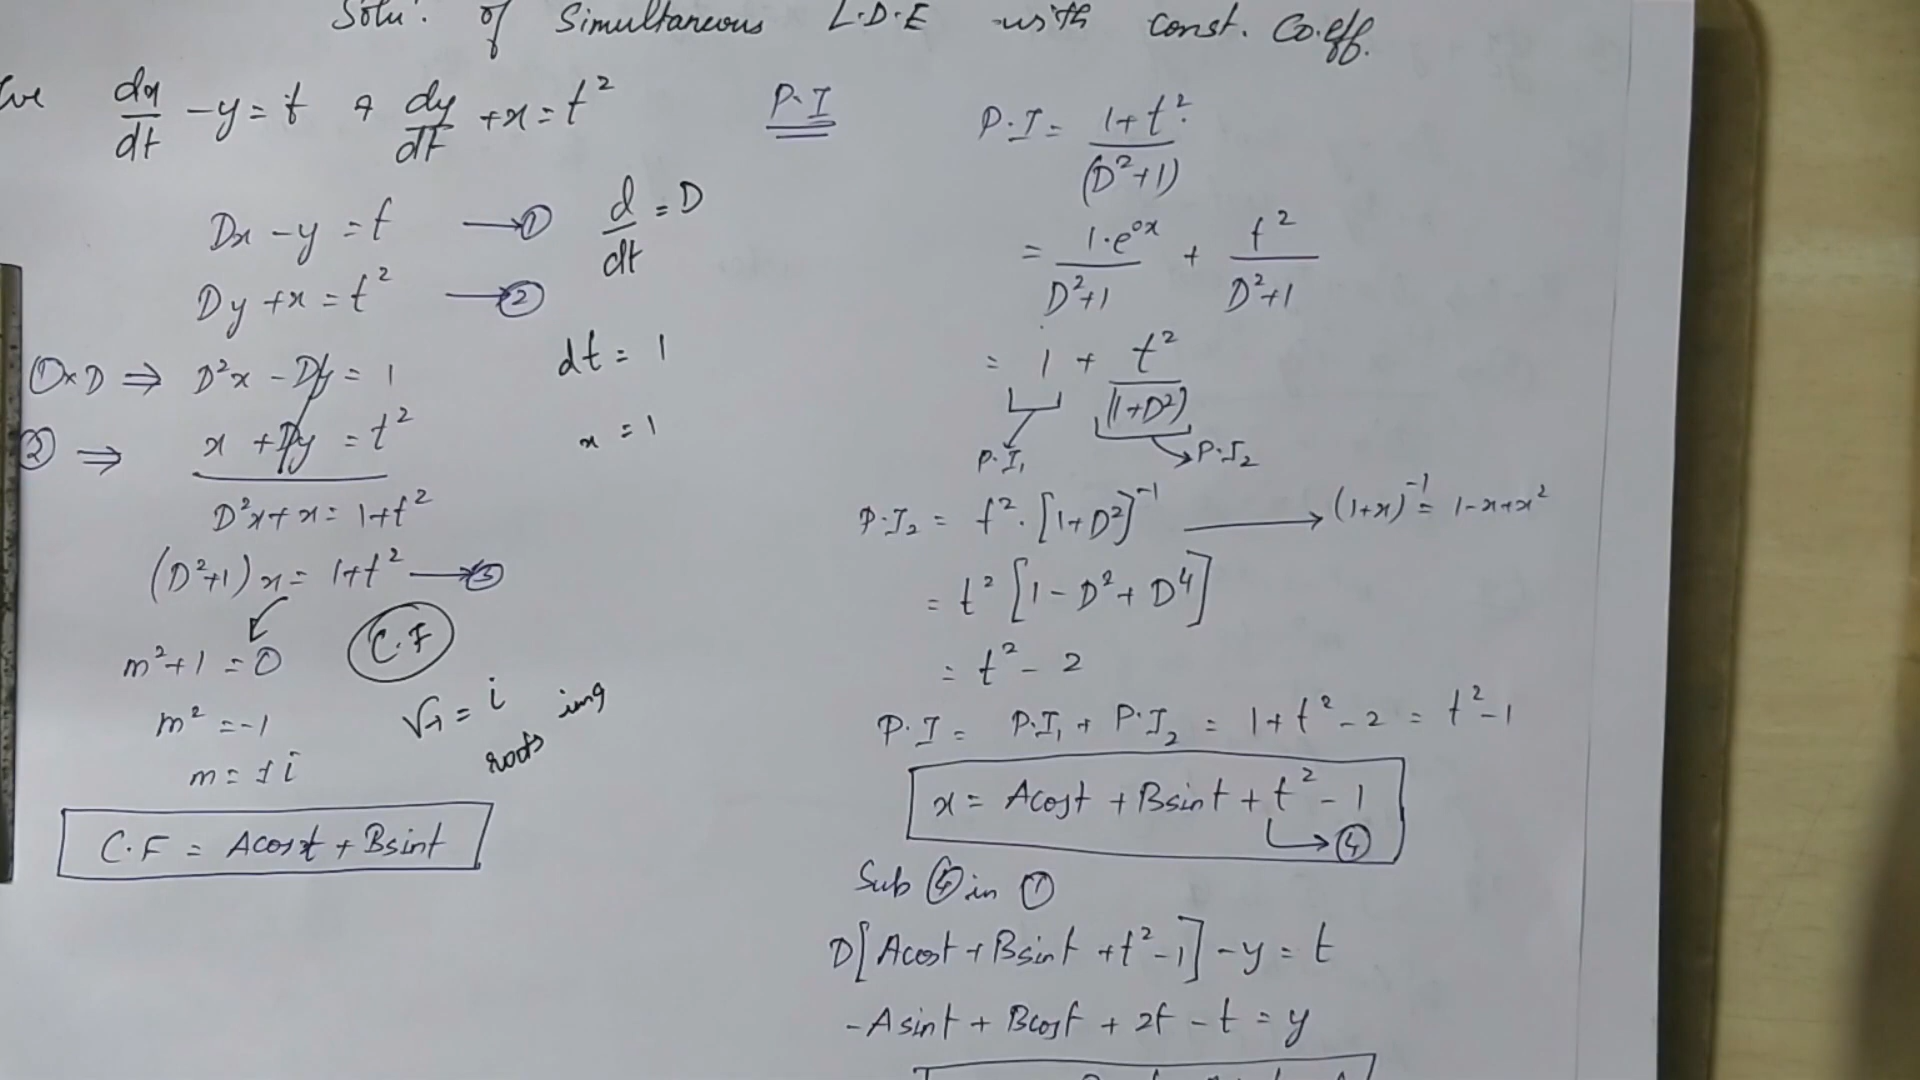 Solu. of Simultaneous L.D.E with const. Co.eff.
dx/dt - y = t & dy/dt + x = t²
Dx - y = t → ①
d/dt = D
Dy + x = t² → ②
①×D ⇒ D²x - Dy = 1
dt = 1
② ⇒ x + Dy = t²
x = 1
D²x + x = 1+t²
(D²+1)x = 1+t² → ③
m²+1 = 0
C.F
m² = -1
√-1 = i
img
roots
m = ±i
C.F = Acost + Bsint
P.I
P.I = 1+t²/(D²+1)
= 1·e^0x/D²+1 + t²/D²+1
= 1 + t²/(1+D²)
P.I₁
P.I₂
P.I₂ = t². [1+D²]⁻¹ → (1+x)⁻¹ = 1-x+x²
= t² [1 - D² + D⁴]
= t² - 2
P.I = P.I₁ + P.I₂ = 1+t²-2 = t²-1
x = Acost + Bsint + t² - 1
→ ④
Sub ④ in ①
D[Acost + Bsint + t² - 1] - y = t
-Asint + Bcost + 2t - t = y